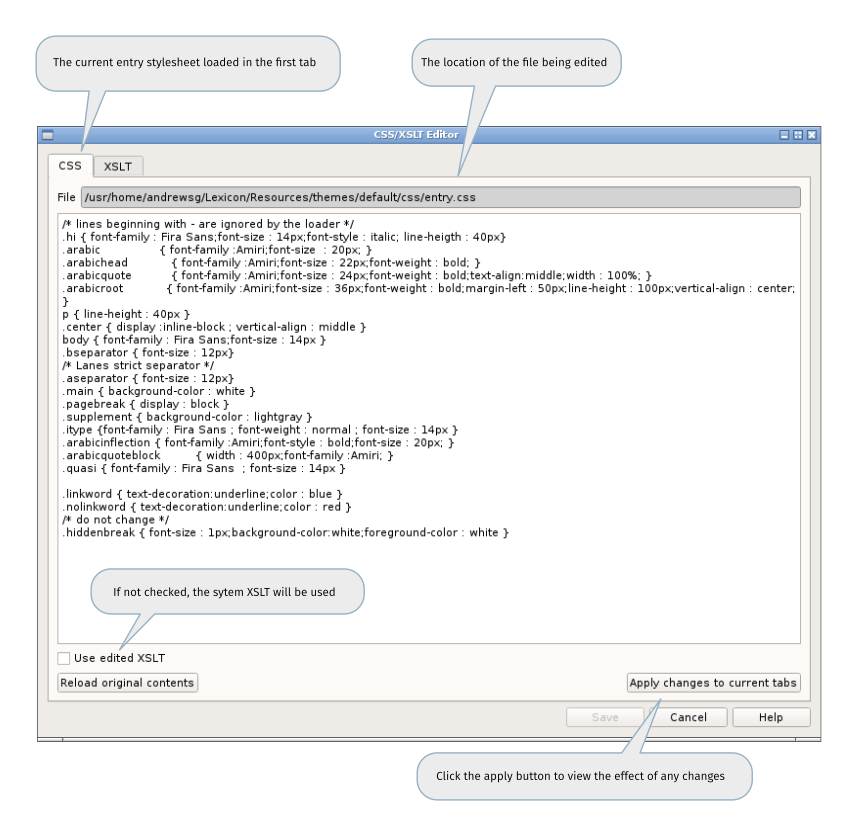 The current entry stylesheet loaded in the first tab
The location of the file being edited
CSS/XSLT Editor
CSS XSLT
File /usr/home/andrewsg/Lexicon/Resources/themes/default/css/entry.css
/* lines beginning with - are ignored by the loader */
.hi { font-family : Fira Sans;font-size : 14px;font-style : italic; line-heigth : 40px}
.arabic { font-family :Amiri;font-size : 20px; }
.arabichead { font-family :Amiri;font-size : 22px;font-weight : bold; }
.arabicquote { font-family :Amiri;font-size : 24px;font-weight : bold;text-align:middle;width : 100%; }
.arabicroot { font-family :Amiri;font-size : 36px;font-weight : bold;margin-left : 50px;line-height : 100px;vertical-align : center;
}
p { line-height : 40px }
.center { display :inline-block ; vertical-align : middle }
body { font-family : Fira Sans;font-size : 14px }
.bseparator { font-size : 12px}
/* Lanes strict separator */
.aseparator { font-size : 12px}
.main { background-color : white }
.pagebreak { display : block }
.supplement { background-color : lightgray }
.itype {font-family : Fira Sans ; font-weight : normal ; font-size : 14px }
.arabicinflection { font-family :Amiri;font-style : bold;font-size : 20px; }
.arabicquoteblock { width : 400px;font-family :Amiri; }
.quasi { font-family : Fira Sans ; font-size : 14px }
.linkword { text-decoration:underline;color : blue }
.nolinkword { text-decoration:underline;color : red }
/* do not change */
.hiddenbreak { font-size : 1px;background-color:white;foreground-color : white }
If not checked, the sytem XSLT will be used
Use edited XSLT
Reload original contents
Apply changes to current tabs
Save Cancel Help
Click the apply button to view the effect of any changes